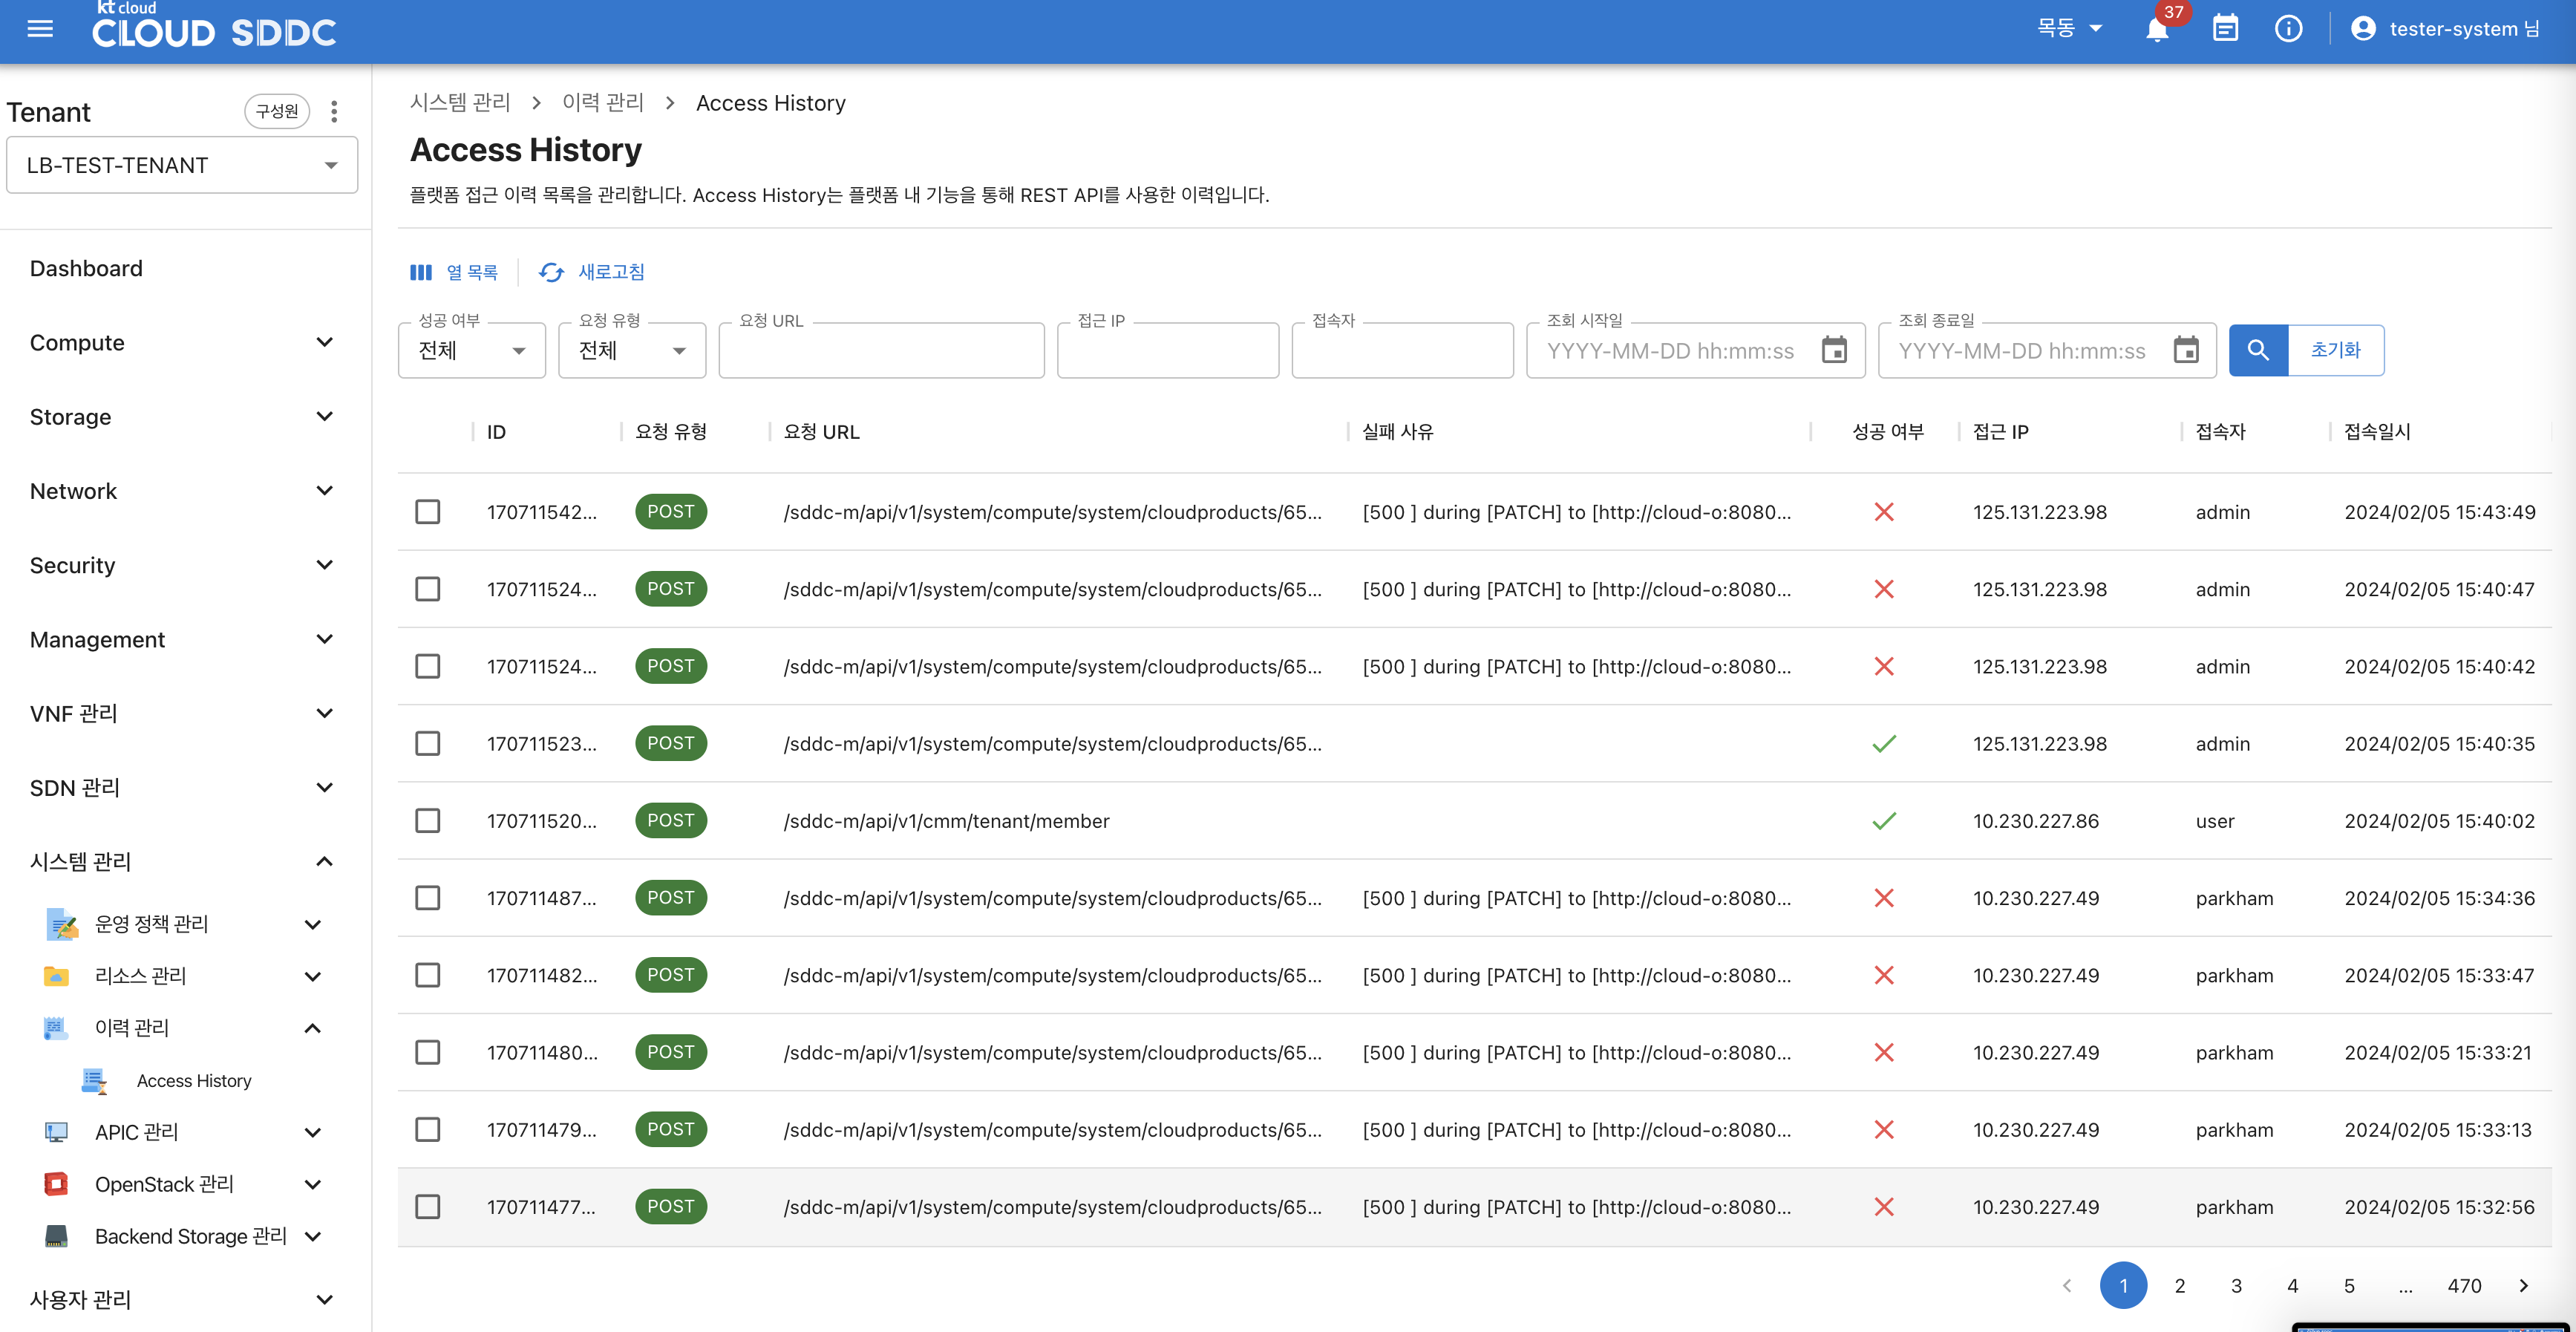 kt cloud
CLOUD SDDC
목동
37
tester-system 님
Tenant
구성원
LB-TEST-TENANT
Dashboard
Compute
Storage
Network
Security
Management
VNF 관리
SDN 관리
시스템 관리
운영 정책 관리
리소스 관리
이력 관리
Access History
APIC 관리
OpenStack 관리
Backend Storage 관리
사용자 관리
시스템 관리 > 이력 관리 > Access History
Access History
플랫폼 접근 이력 목록을 관리합니다. Access History는 플랫폼 내 기능을 통해 REST API를 사용한 이력입니다.
열 목록 새로고침
성공 여부 요청 유형 요청 URL 접근 IP 접속자 조회 시작일 조회 종료일
전체 전체 YYYY-MM-DD hh:mm:ss YYYY-MM-DD hh:mm:ss 초기화
ID 요청 유형 요청 URL 실패 사유 성공 여부 접근 IP 접속자 접속일시
170711542... POST /sddc-m/api/v1/system/compute/system/cloudproducts/65... [500 ] during [PATCH] to [http://cloud-o:8080... 125.131.223.98 admin 2024/02/05 15:43:49
170711524... POST /sddc-m/api/v1/system/compute/system/cloudproducts/65... [500 ] during [PATCH] to [http://cloud-o:8080... 125.131.223.98 admin 2024/02/05 15:40:47
170711524... POST /sddc-m/api/v1/system/compute/system/cloudproducts/65... [500 ] during [PATCH] to [http://cloud-o:8080... 125.131.223.98 admin 2024/02/05 15:40:42
170711523... POST /sddc-m/api/v1/system/compute/system/cloudproducts/65... 125.131.223.98 admin 2024/02/05 15:40:35
170711520... POST /sddc-m/api/v1/cmm/tenant/member 10.230.227.86 user 2024/02/05 15:40:02
170711487... POST /sddc-m/api/v1/system/compute/system/cloudproducts/65... [500 ] during [PATCH] to [http://cloud-o:8080... 10.230.227.49 parkham 2024/02/05 15:34:36
170711482... POST /sddc-m/api/v1/system/compute/system/cloudproducts/65... [500 ] during [PATCH] to [http://cloud-o:8080... 10.230.227.49 parkham 2024/02/05 15:33:47
170711480... POST /sddc-m/api/v1/system/compute/system/cloudproducts/65... [500 ] during [PATCH] to [http://cloud-o:8080... 10.230.227.49 parkham 2024/02/05 15:33:21
170711479... POST /sddc-m/api/v1/system/compute/system/cloudproducts/65... [500 ] during [PATCH] to [http://cloud-o:8080... 10.230.227.49 parkham 2024/02/05 15:33:13
170711477... POST /sddc-m/api/v1/system/compute/system/cloudproducts/65... [500 ] during [PATCH] to [http://cloud-o:8080... 10.230.227.49 parkham 2024/02/05 15:32:56
< 1 2 3 4 5 ... 470 >